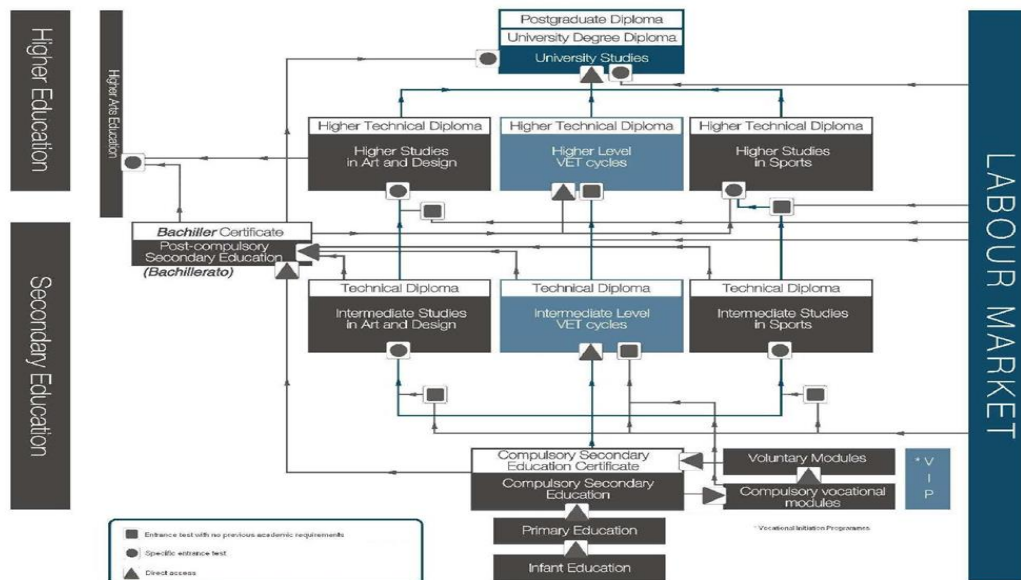 Postgraduate Diploma
University Degree Diploma
University Studies
Higher Education
Higher Arts Education
Higher Technical Diploma
Higher Studies
in Art and Design
Higher Technical Diploma
Higher Level
VET cycles
Higher Technical Diploma
Higher Studies
in Sports
LABOUR MARKET
Bachiller Certificate
Post-compulsory
Secondary Education
(Bachillerato)
Secondary Education
Technical Diploma
Intermediate Studies
in Art and Design
Technical Diploma
Intermediate Level
VET cycles
Technical Diploma
Intermediate Studies
in Sports
Compulsory Secondary
Education Certificate
Compulsory Secondary
Education
Voluntary Modules
Compulsory vocational
modules
* V
I
P
Primary Education
Infant Education
* Vocational Initiation Programmes
Entrance test with no previous academic requirements
Specific entrance test
Direct access